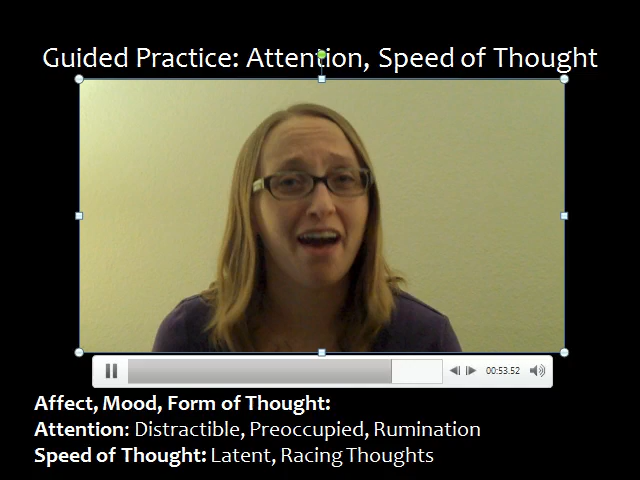 Guided Practice: Attention, Speed of Thought
00:53.52
Affect, Mood, Form of Thought:
Attention: Distractible, Preoccupied, Rumination
Speed of Thought: Latent, Racing Thoughts